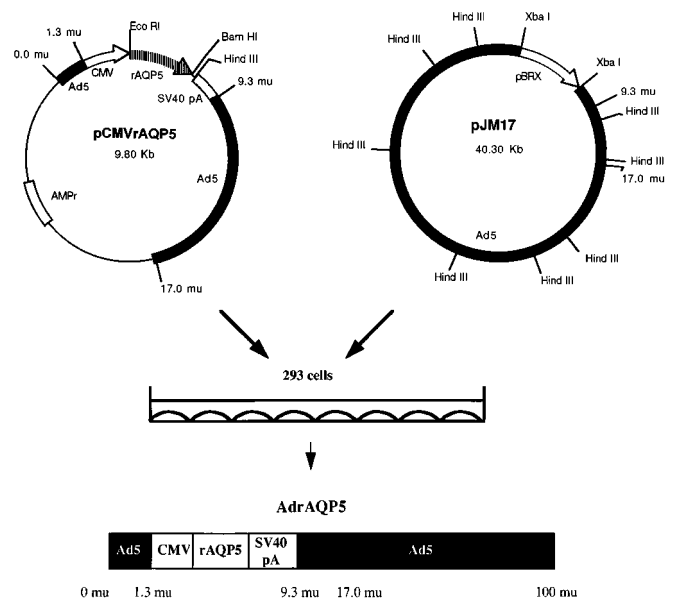 Eco RI
1.3 mu
0.0 mu
Ad5
CMV
rAQP5
Bam HI
Hind III
SV40 pA
9.3 mu
pCMVrAQP5
9.80 Kb
Ad5
AMPr
17.0 mu
Hind III
Xba I
Hind III
pBRX
Xba I
9.3 mu
Hind III
pJM17
40.30 Kb
Hind III
Hind III
17.0 mu
Ad5
Hind III
Hind III
Hind III
293 cells
AdrAQP5
Ad5
CMV
rAQP5
SV40
pA
Ad5
0 mu
1.3 mu
9.3 mu
17.0 mu
100 mu